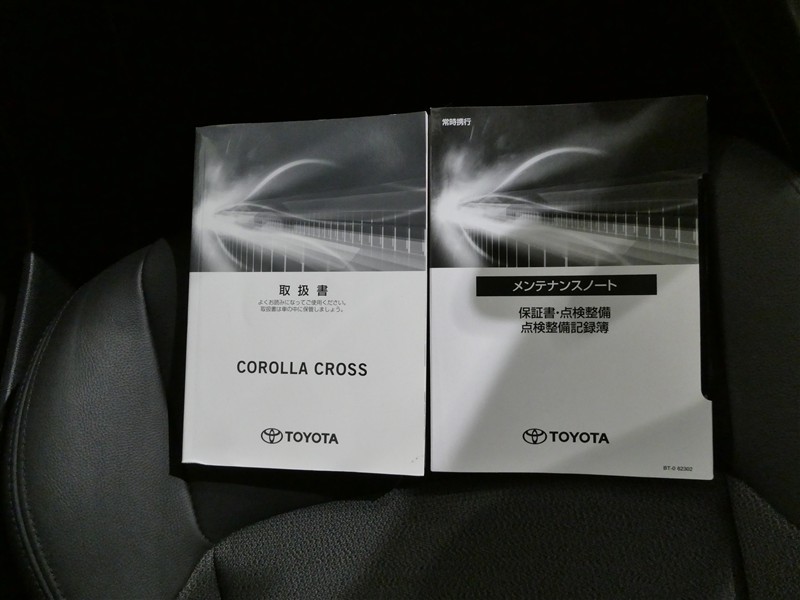 取扱書
よくお読みになってご使用ください。
取扱書は車の中に保管しましょう。
COROLLA CROSS
TOYOTA
常時携行
メンテナンスノート
保証書・点検整備
点検整備記録簿
TOYOTA
BT-® 62302